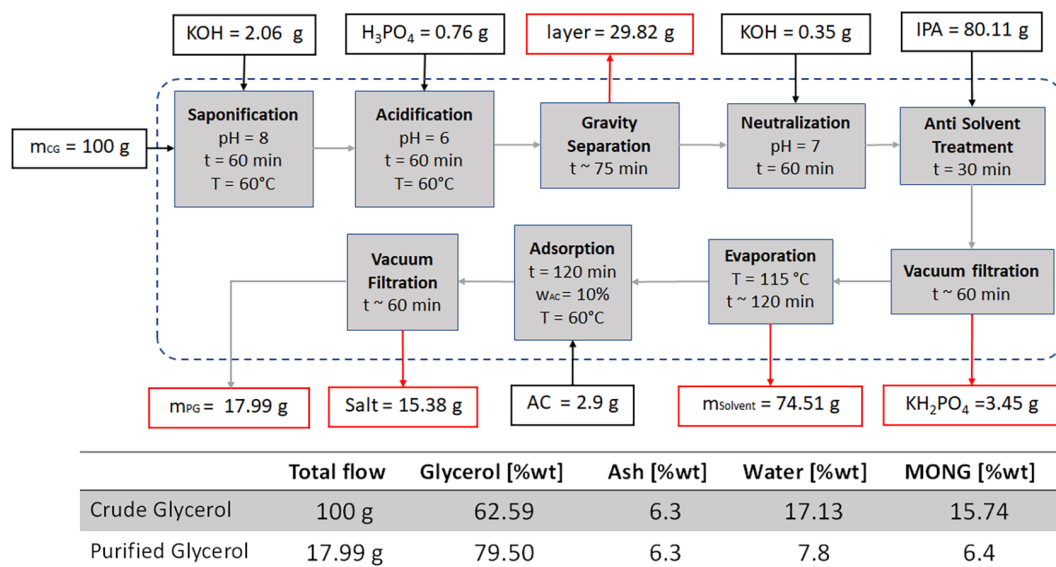 KOH = 2.06 g
H₃PO₄ = 0.76 g
layer = 29.82 g
KOH = 0.35 g
IPA = 80.11 g
mCG = 100 g
Saponification
pH = 8
t = 60 min
T = 60°C
Acidification
pH = 6
t = 60 min
T= 60°C
Gravity
Separation
t ~ 75 min
Neutralization
pH = 7
t = 60 min
Anti Solvent
Treatment
t = 30 min
Vacuum
Filtration
t ~ 60 min
Adsorption
t = 120 min
wAC = 10%
T = 60°C
Evaporation
T = 115 °C
t ~ 120 min
Vacuum filtration
t ~ 60 min
mPG = 17.99 g
Salt = 15.38 g
AC = 2.9 g
mSolvent = 74.51 g
KH₂PO₄ =3.45 g
Total flow Glycerol [%wt] Ash [%wt] Water [%wt] MONG [%wt]
Crude Glycerol 100 g 62.59 6.3 17.13 15.74
Purified Glycerol 17.99 g 79.50 6.3 7.8 6.4